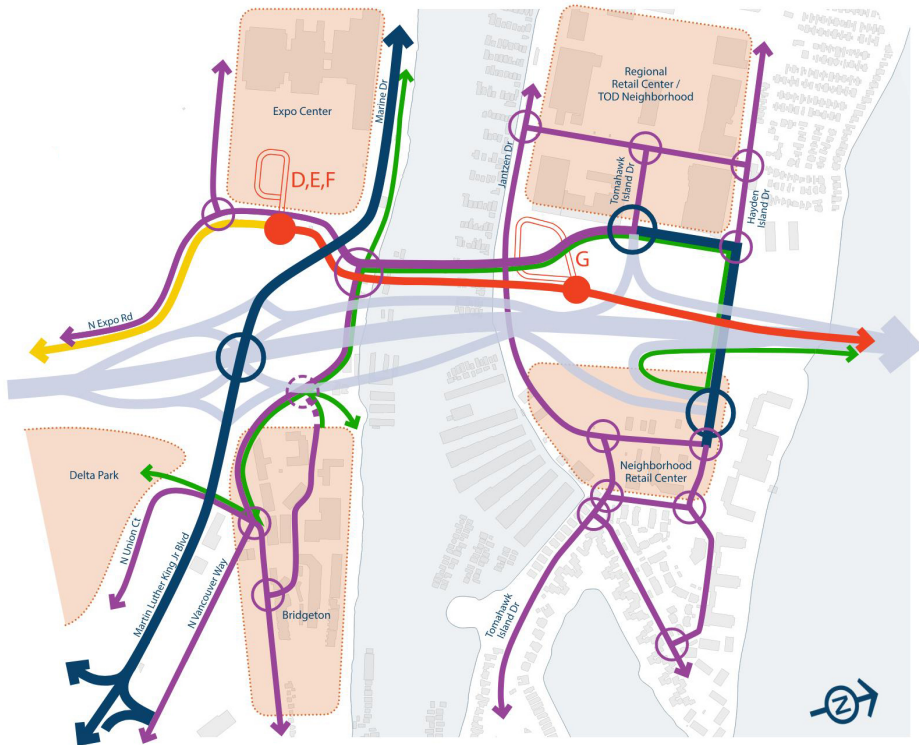 Expo Center
Marine Dr
Regional
Retail Center /
TOD Neighborhood
D,E,F
Jantzen Dr
Tomahawk
Island Dr
Hayden
Island Dr
G
N Expo Rd
Delta Park
N Union Ct
Martin Luther King Jr Blvd
N Vancouver Way
Bridgeton
Neighborhood
Retail Center
Tomahawk
Island Dr
N